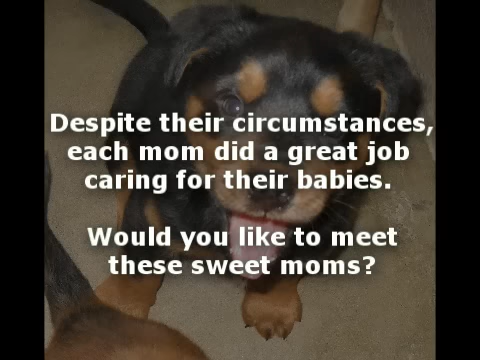 Despite their circumstances,
each mom did a great job
caring for their babies.
Would you like to meet
these sweet moms?